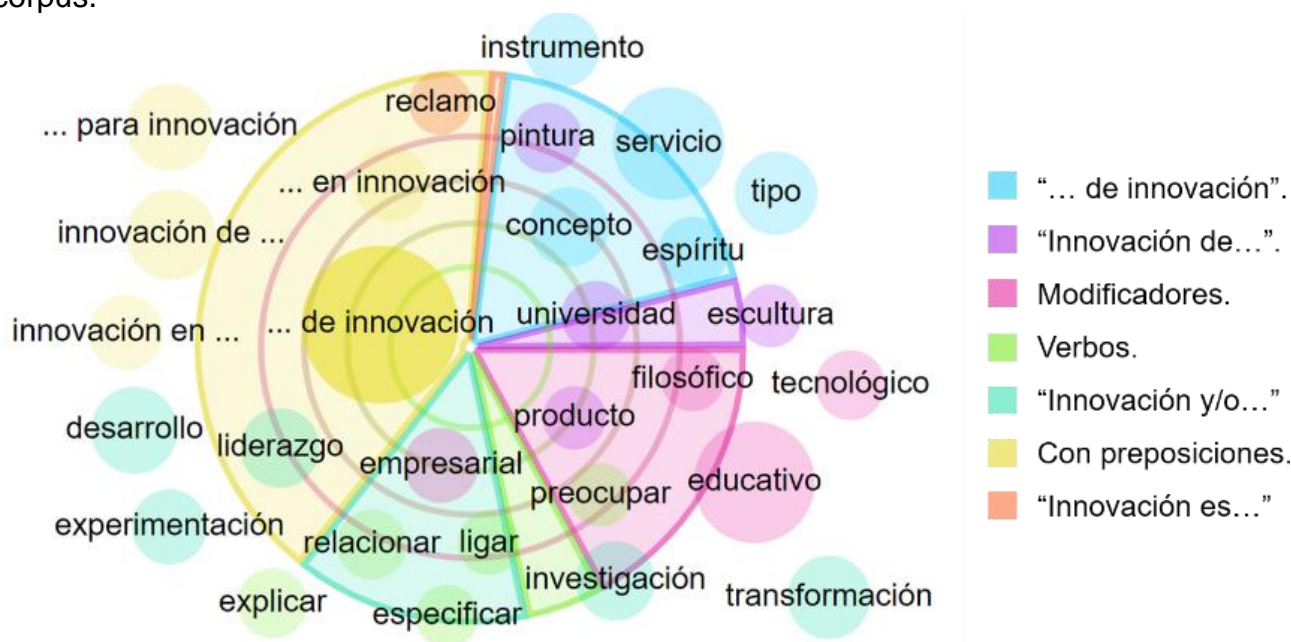 corpus.
instrumento
reclamo
... para innovación
pintura
servicio
... en innovación
tipo
concepto
innovación de ...
espíritu
innovación en ...
... de innovación
universidad
escultura
filosófico
tecnológico
producto
desarrollo
liderazgo
empresarial
educativo
preocupar
experimentación
relacionar
ligar
investigación
explicar
especificar
transformación
“... de innovación”.
“Innovación de...”.
Modificadores.
Verbos.
“Innovación y/o...”
Con preposiciones.
“Innovación es...”